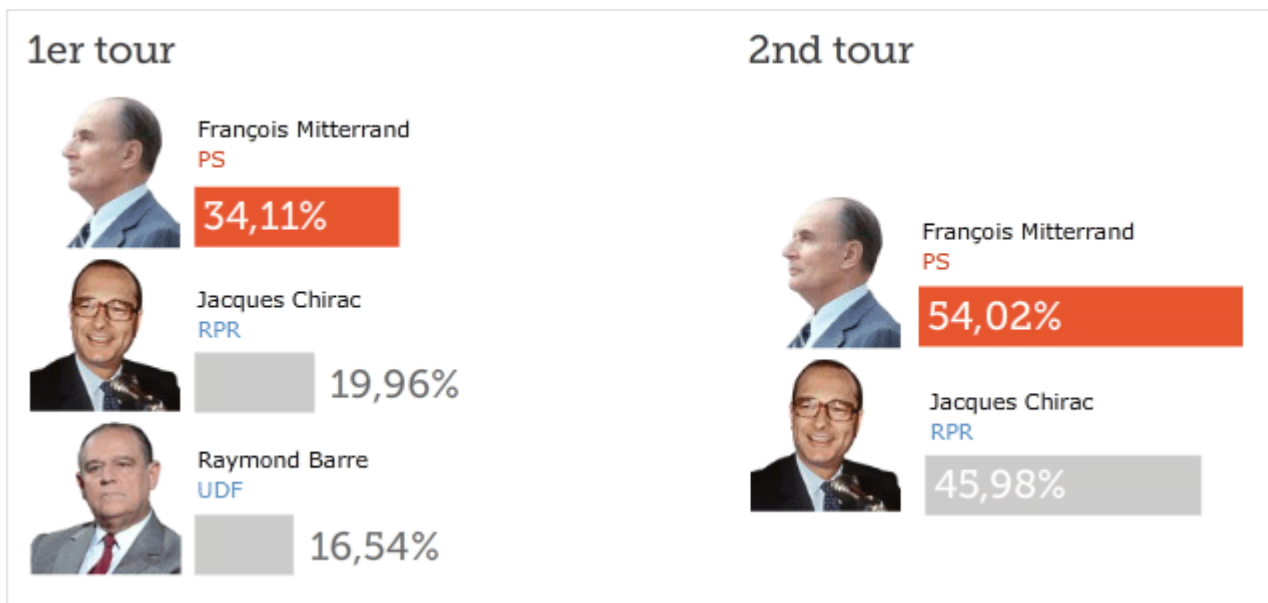 1er tour
François Mitterrand
PS
34,11%
Jacques Chirac
RPR
19,96%
Raymond Barre
UDF
16,54%
2nd tour
François Mitterrand
PS
54,02%
Jacques Chirac
RPR
45,98%